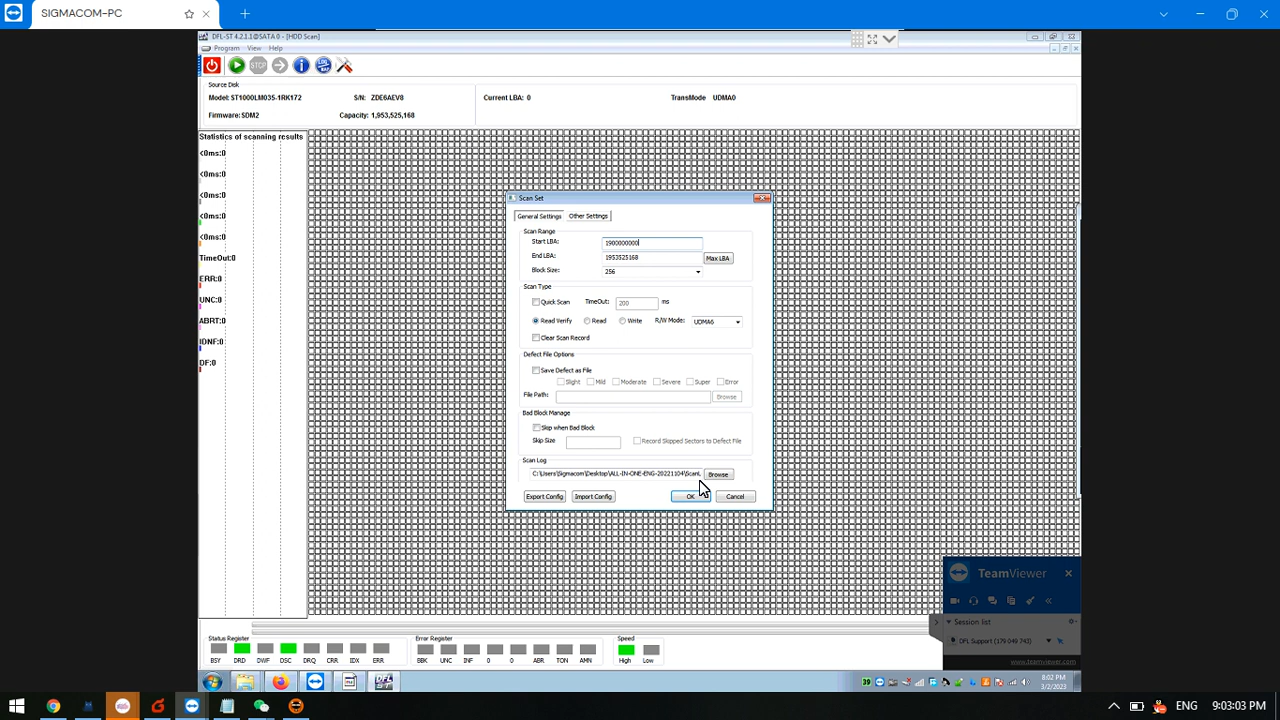 SIGMACOM-PC
DFL-ST 4.2.1.1@SATA 0 - [HDD Scan]
Program View Help
STOP
Source Disk
Model: ST1000LM035-1RK172 S/N: ZDE6AEV8 Current LBA: 0 TransMode UDMA0
Firmware: SDM2 Capacity: 1,953,525,168
Statistics of scanning results
<0ms:0
<0ms:0
<0ms:0
<0ms:0
<0ms:0
TimeOut:0
ERR:0
UNC:0
ABRT:0
IDNF:0
DF:0
Scan Set
General Settings Other Settings
Scan Range
Start LBA: 1900000000
End LBA: 1953525168 Max LBA
Block Size: 256
Scan Type
Quick Scan TimeOut: 200 ms
Read Verify Read Write R/W Mode: UDMA6
Clear Scan Record
Defect File Options
Save Defect as File
Slight Mild Moderate Severe Super Error
File Path: Browse
Bad Block Manage
Skip when Bad Block
Skip Size Record Skipped Sectors to Defect File
Scan Log
C:\Users\Sigmacom\Desktop\ALL-IN-ONE-ENG-20221104\ScanL Browse
Export Config Import Config OK Cancel
TeamViewer
Session list
DFL Support (179 049 743)
www.teamviewer.com
Status Register Error Register Speed
BSY DRD DWF DSC DRQ CRR IDX ERR BBK UNC INF 0 0 ABR TON AMN High Low
39 8:02 PM
3/2/2023
ENG 9:03:03 PM